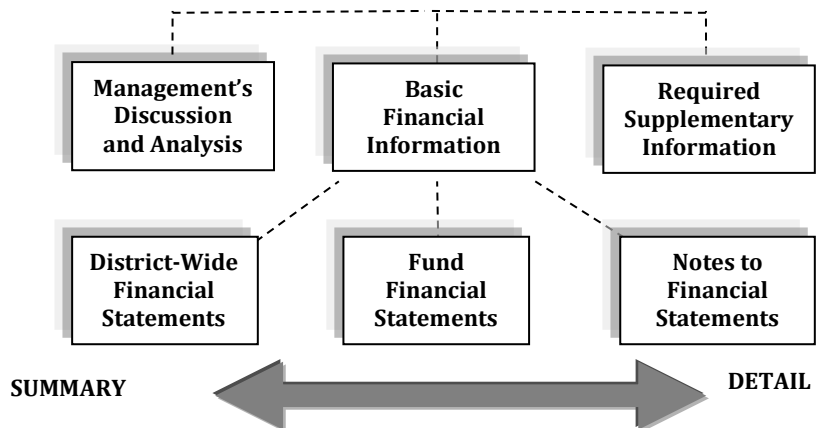 Management's
Discussion
and Analysis
Basic
Financial
Information
Required
Supplementary
Information
District-Wide
Financial
Statements
Fund
Financial
Statements
Notes to
Financial
Statements
SUMMARY
DETAIL